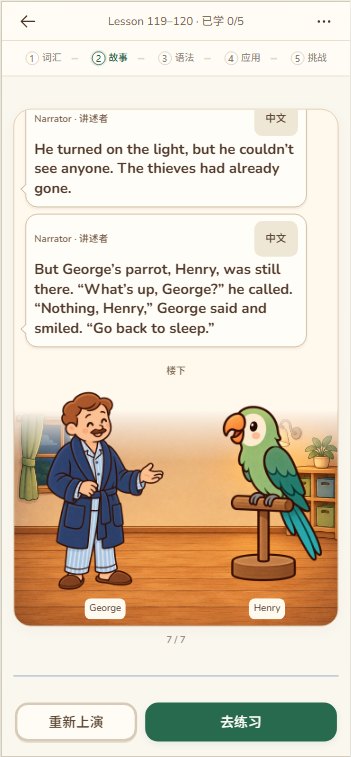 Lesson 119–120 · 已学 0/5
1 词汇 – 2 故事 – 3 语法 – 4 应用 – 5 挑战
Narrator · 讲述者
中文
He turned on the light, but he couldn’t
see anyone. The thieves had already
gone.
Narrator · 讲述者
中文
But George’s parrot, Henry, was still
there. “What’s up, George?” he called.
“Nothing, Henry,” George said and
smiled. “Go back to sleep.”
楼下
George
Henry
7 / 7
重新上演
去练习